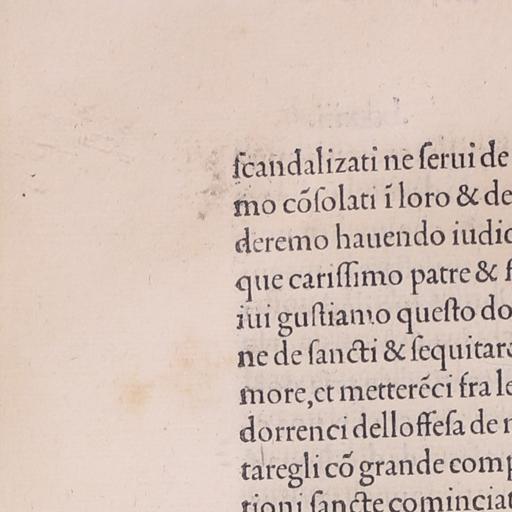 ſcandalizati ne ſerui de
mo cõſolati ĩ loro & de
deremo hauendo iudic
que cariſſimo patre & f
iui guſtiamo queſto do
ne de ſancti & ſequitar
more,et metterẽci fra le
dorrenci delloffeſa de
taregli cõ grande comp
tioni ſancte cominciat